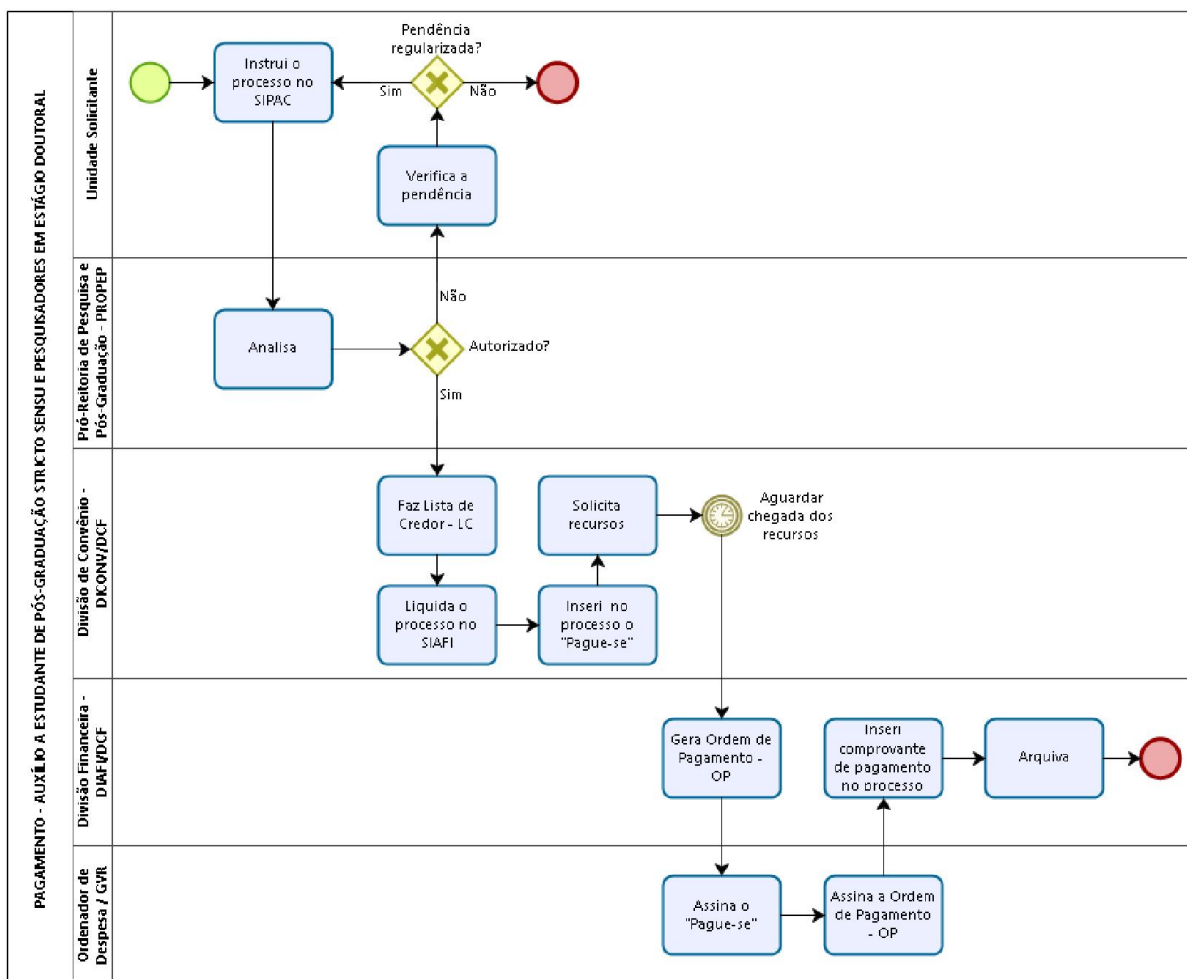 PAGAMENTO - AUXÍLIO A ESTUDANTE DE PÓS-GRADUAÇÃO STRICTO SENSU E PESQUISADORES EM ESTÁGIO DOUTORAL
Unidade Solicitante
Instrui o
processo no
SIPAC
Pendência
regularizada?
Sim
Não
Verifica a
pendência
Pró-Reitoria de Pesquisa e
Pós-Graduação - PROPEP
Não
Analisa
Autorizado?
Sim
Divisão de Convênio -
DICONV/DCF
Faz Lista de
Credor - LC
Solicita
recursos
Aguardar
chegada dos
recursos
Liquida o
processo no
SIAFI
Inseri no
processo o
"Pague-se"
Divisão Financeira -
DIAFI/DCF
Gera Ordem de
Pagamento -
OP
Inseri
comprovante
de pagamento
no processo
Arquiva
Ordenador de
Despesa / GVR
Assina o
"Pague-se"
Assina a Ordem
de Pagamento
- OP